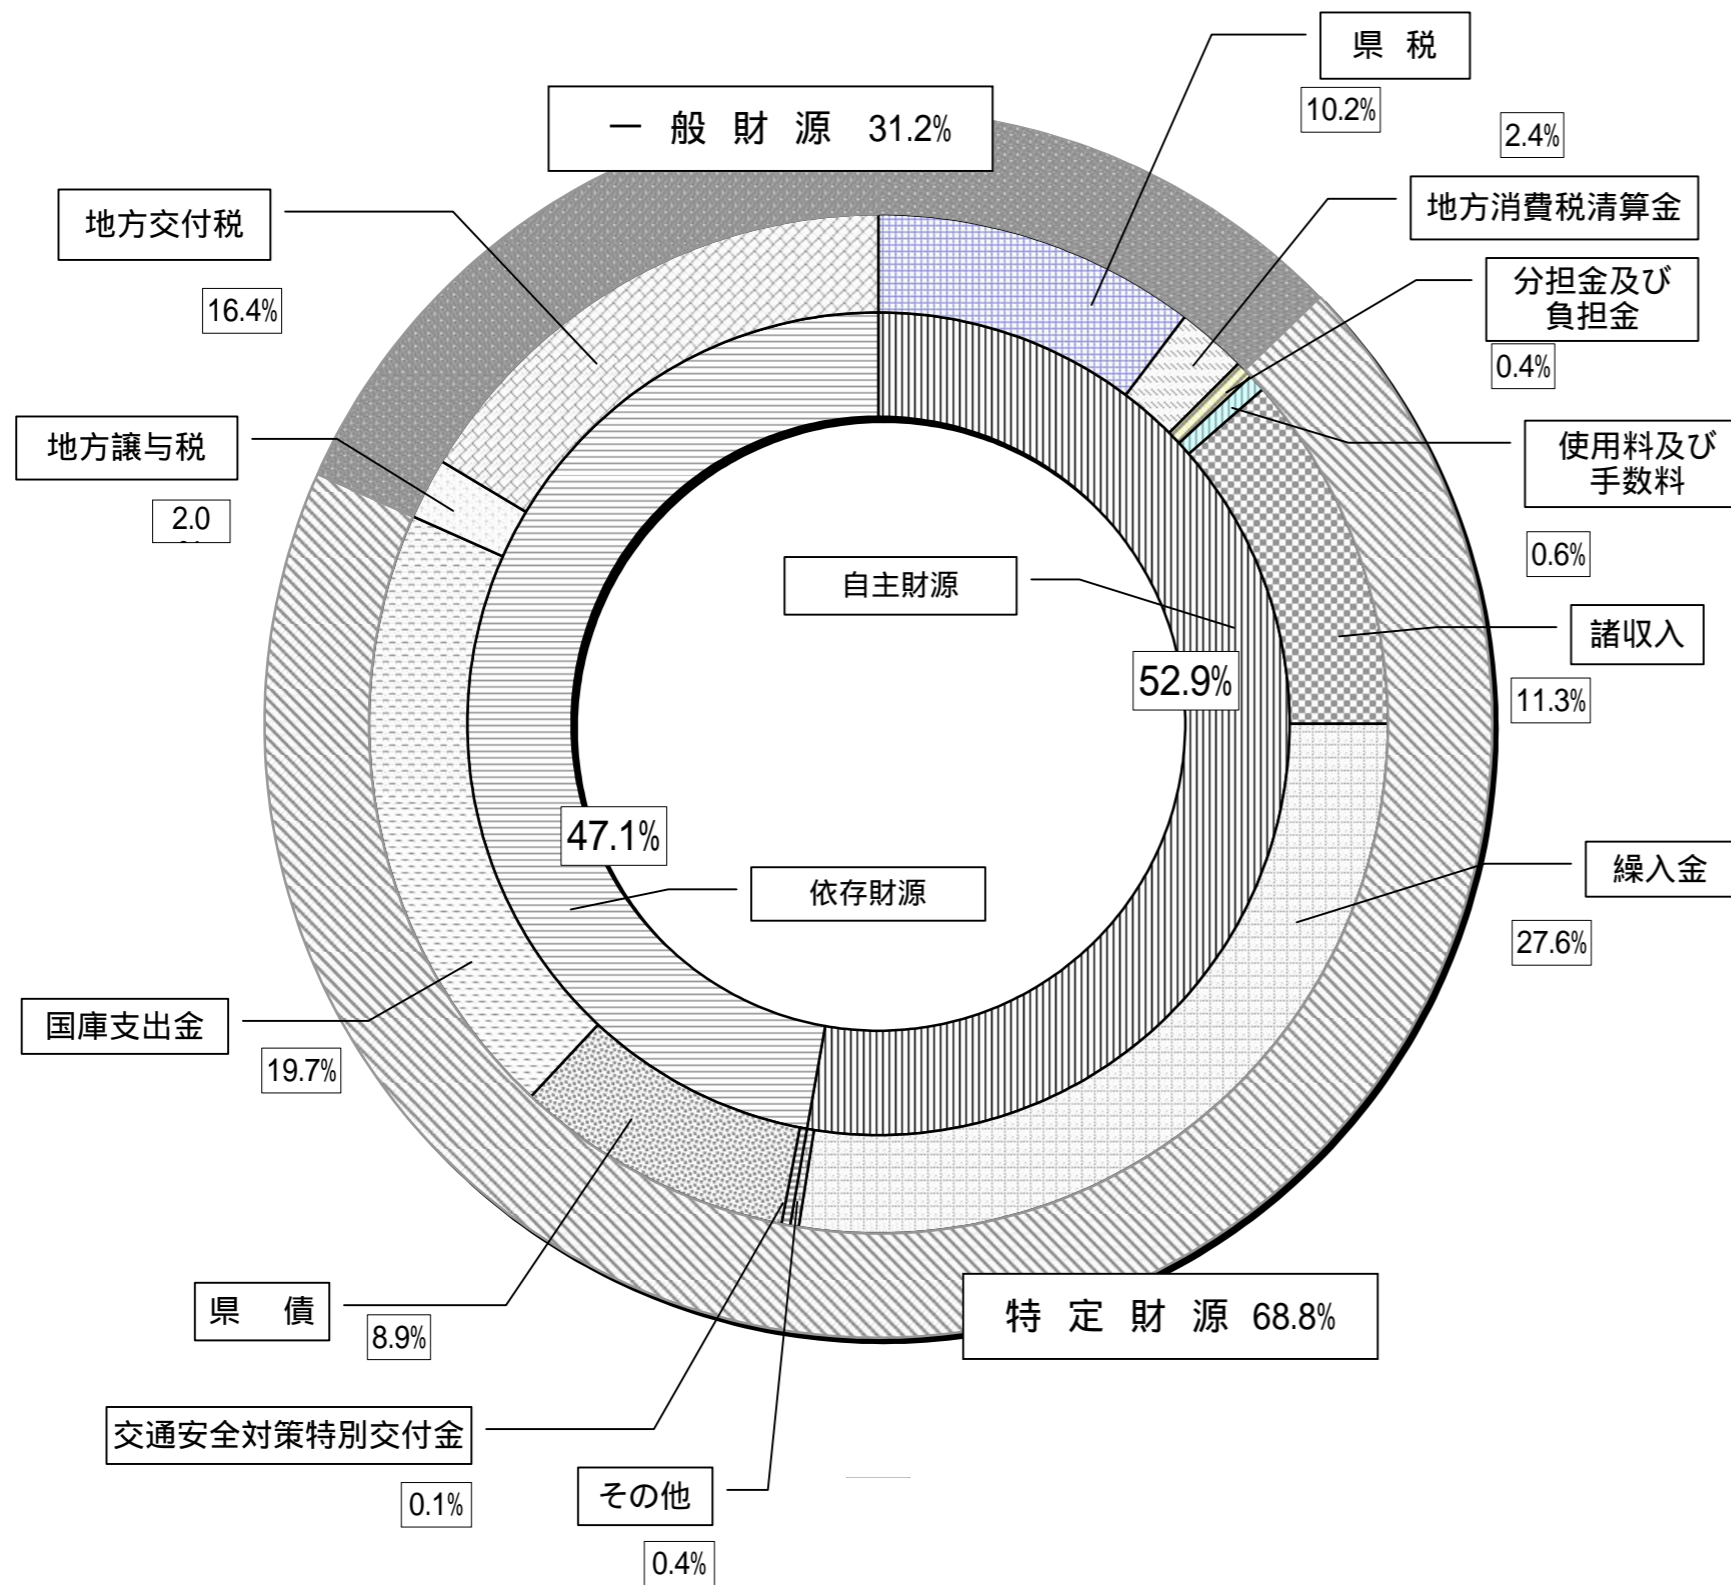 県 税
10.2%
一 般 財 源 31.2%
2.4%
地方消費税清算金
地方交付税
16.4%
分担金及び
負担金
0.4%
地方譲与税
2.0
使用料及び
手数料
0.6%
自主財源
52.9%
諸収入
11.3%
47.1%
依存財源
繰入金
27.6%
国庫支出金
19.7%
県 債
8.9%
特 定 財 源 68.8%
交通安全対策特別交付金
0.1%
その他
0.4%